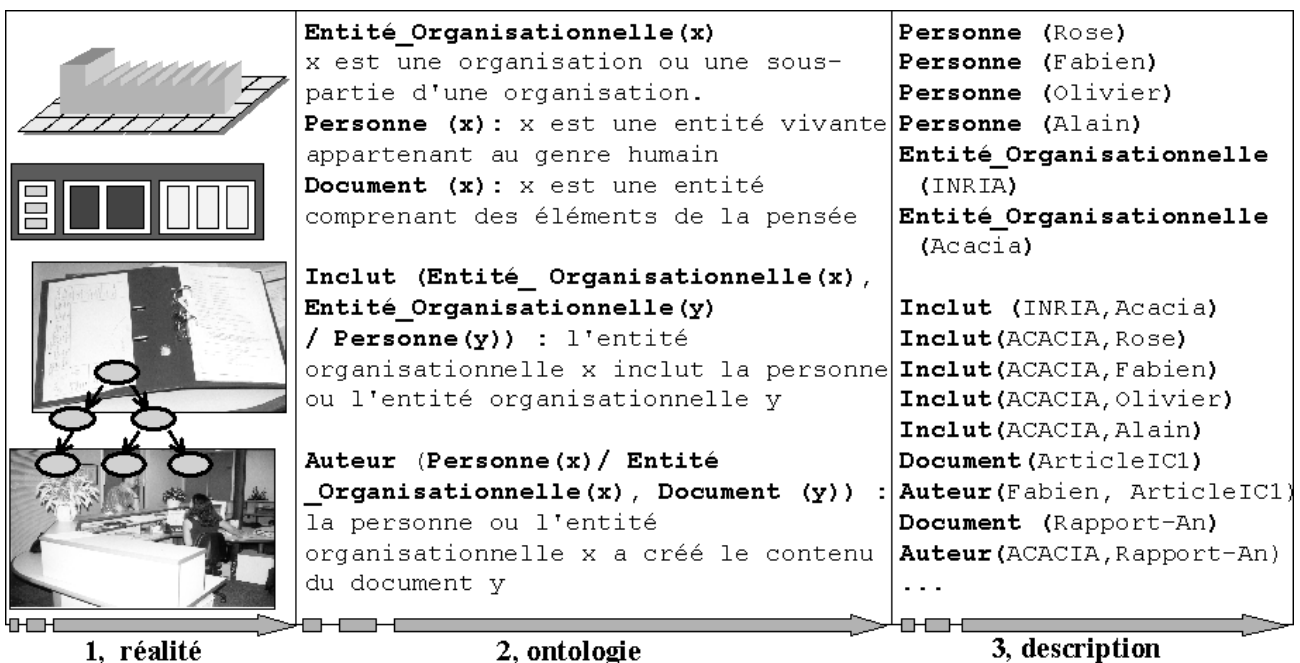 Entité_Organisationnelle(x)
x est une organisation ou une sous-
partie d'une organisation.
Personne (x): x est une entité vivante
appartenant au genre humain
Document (x): x est une entité
comprenant des éléments de la pensée
Inclut (Entité_ Organisationnelle(x),
Entité_Organisationnelle(y)
/ Personne(y)) : l'entité
organisationnelle x inclut la personne
ou l'entité organisationnelle y
Auteur (Personne(x)/ Entité
_Organisationnelle(x), Document (y)) :
la personne ou l'entité
organisationnelle x a créé le contenu
du document y
Personne (Rose)
Personne (Fabien)
Personne (Olivier)
Personne (Alain)
Entité_Organisationnelle
(INRIA)
Entité_Organisationnelle
(Acacia)
Inclut (INRIA,Acacia)
Inclut(ACACIA,Rose)
Inclut(ACACIA,Fabien)
Inclut(ACACIA,Olivier)
Inclut(ACACIA,Alain)
Document(ArticleIC1)
Auteur(Fabien, ArticleIC1)
Document (Rapport-An)
Auteur(ACACIA,Rapport-An)
...
1, réalité
2, ontologie
3, description